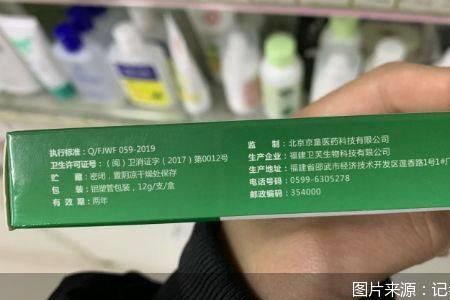 执行标准：Q/FJWF 059-2019
卫生许可证号：（闽）卫消证字（2017）第0012号
贮 藏：密闭，置阴凉干燥处保存
包 装：铝塑管包装，12g/支/盒
有 效 期：两年
监 制：北京京童医药科技有限公司
生产企业：福建卫芙生物科技有限公司
生产地址：福建省邵武市经济技术开发区莲香路1号1#厂
电话号码：0599-6305278
邮政编码：354000
图片来源：记